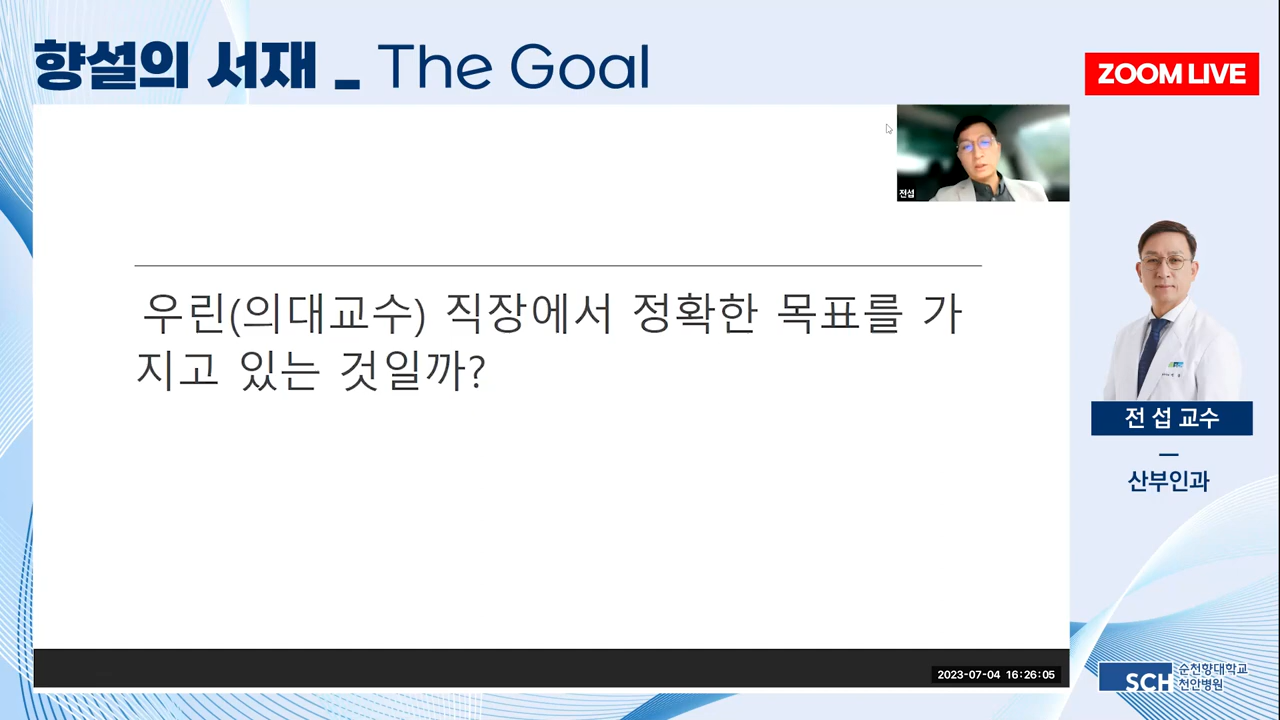 향설의 서재 _ The Goal
ZOOM LIVE
전섭
우린(의대교수) 직장에서 정확한 목표를 가
지고 있는 것일까?
전 섭 교수
산부인과
2023-07-04 16:26:05
SCH 순천향대학교
천안병원